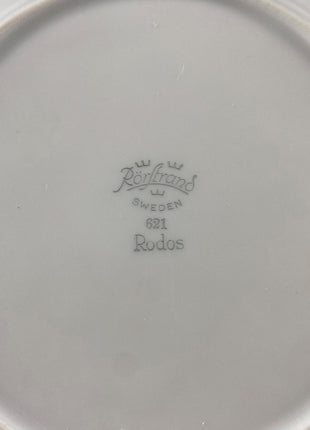 Rörstrand
SWEDEN
621
Rodos